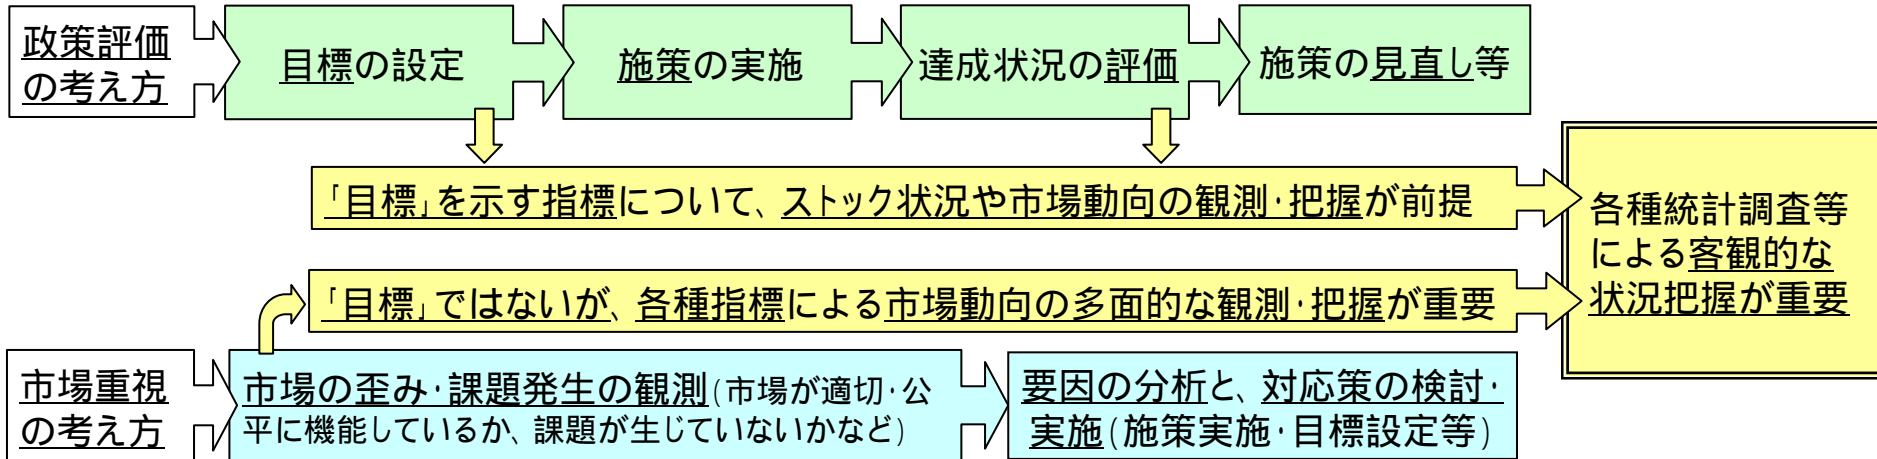 政策評価
の考え方
目標の設定
施策の実施
達成状況の評価
施策の見直し等
「目標」を示す指標について、ストック状況や市場動向の観測・把握が前提
「目標」ではないが、各種指標による市場動向の多面的な観測・把握が重要
各種統計調査等
による客観的な
状況把握が重要
市場重視
の考え方
市場の歪み・課題発生の観測(市場が適切・公
平に機能しているか、課題が生じていないかなど)
要因の分析と、対応策の検討・
実施(施策実施・目標設定等)